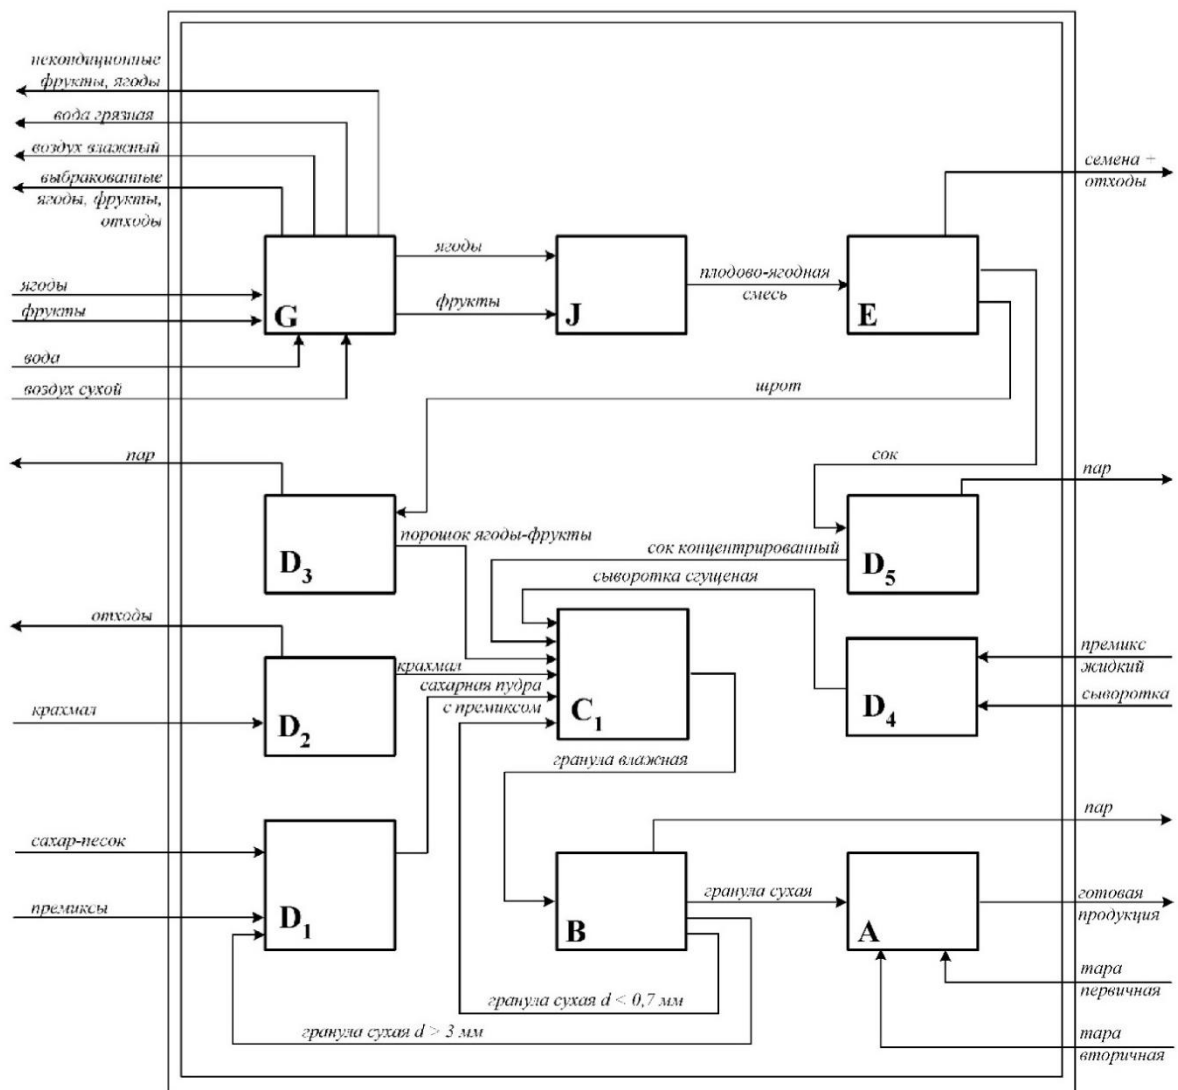 некондиционные
фрукты, ягоды
вода грязная
воздух влажный
выбракованные
ягоды, фрукты,
отходы
семена +
отходы
ягоды
плодово-ягодная
смесь
ягоды
фрукты
фрукты
G
J
E
вода
воздух сухой
шрот
пар
сок
пар
порошок ягоды-фрукты
сок концентрированный
D3
D5
сыворотка сгущеная
отходы
премикс
жидкий
крахмал
сахарная пудра
с премиксом
сыворотка
крахмал
D2
C1
D4
гранула влажная
пар
сахар-песок
гранула сухая
готовая
продукция
премиксы
D1
B
A
тара
первичная
гранула сухая d < 0,7 мм
гранула сухая d > 3 мм
тара
вторичная